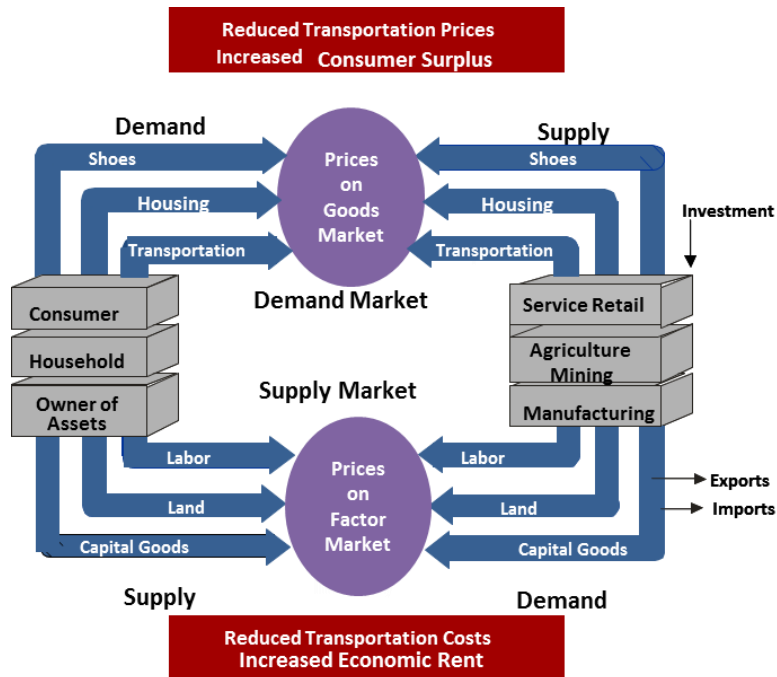 Reduced Transportation Prices
Increased Consumer Surplus
Demand
Supply
Shoes
Shoes
Prices
on
Goods
Market
Housing
Housing
Investment
Transportation
Transportation
Demand Market
Consumer
Household
Owner of
Assets
Service Retail
Agriculture
Mining
Manufacturing
Supply Market
Labor
Labor
Prices
on
Factor
Market
Land
Land
Exports
Imports
Capital Goods
Capital Goods
Supply
Demand
Reduced Transportation Costs
Increased Economic Rent